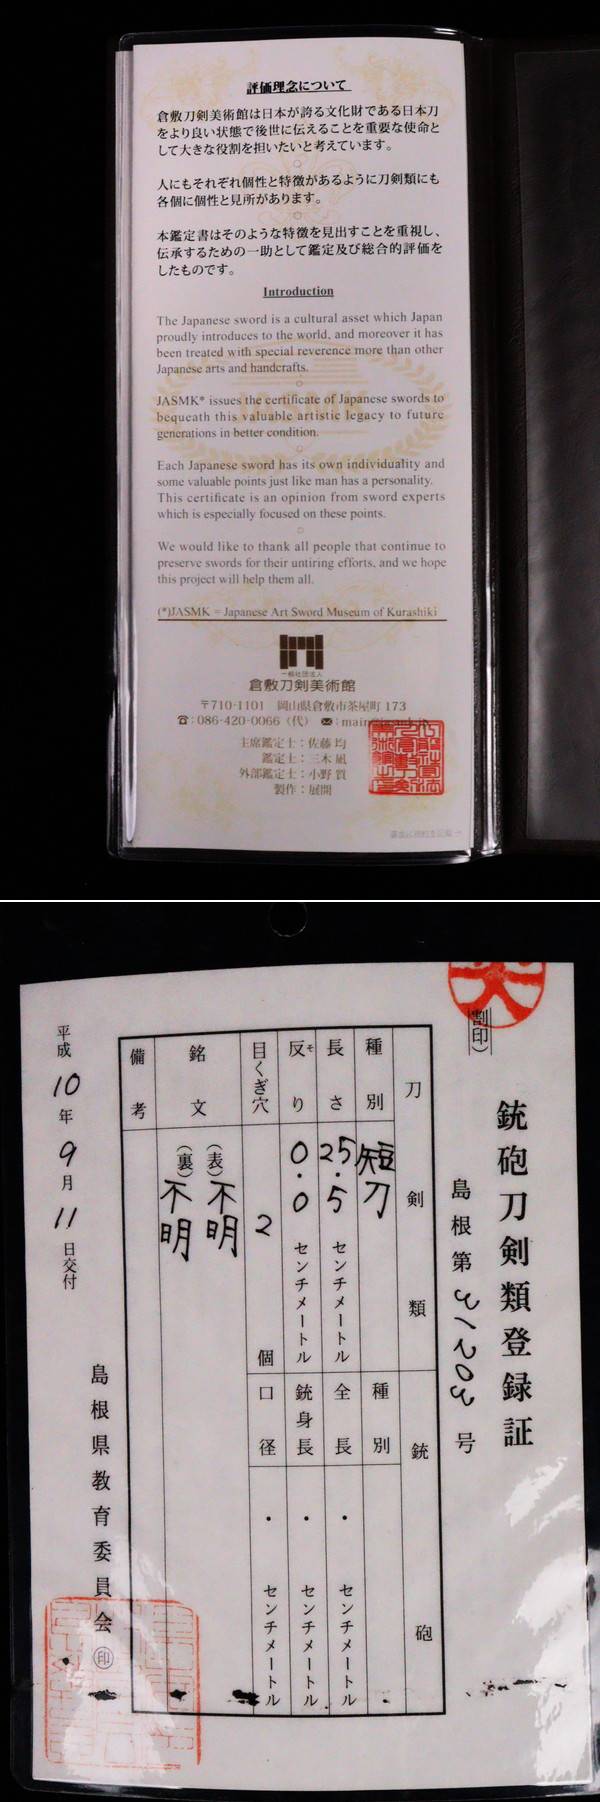 評価理念について
倉敷刀剣美術館は日本が誇る文化財である日本刀
をより良い状態で後世に伝えることを重要な使命と
して大きな役割を担いたいと考えています。
人にもそれぞれ個性と特徴があるように刀剣類にも
各個に個性と見所があります。
本鑑定書はそのような特徴を見出すことを重視し、
伝承するための一助として鑑定及び総合的評価を
したものです。
Introduction
The Japanese sword is a cultural asset which Japan
proudly introduces to the world, and moreover it has
been treated with special reverence more than other
Japanese arts and handcrafts.
JASMK* issues the certificate of Japanese swords to
bequeath this valuable artistic legacy to future
generations in better condition.
Each Japanese sword has its own individuality and
some valuable points just like man has a personality.
This certificate is an opinion from sword experts
which is especially focused on these points.
We would like to thank all people that continue to
preserve swords for their untiring efforts, and we hope
this project will help them all.
(*)JASMK = Japanese Art Sword Museum of Kurashiki
一般社団法人
倉敷刀剣美術館
〒710-1101 岡山県倉敷市茶屋町 173
☎:086-420-0066《代》
主席鑑定士:佐藤 均
鑑定士:三木 凪
外部鑑定士:小野 質
製作:展開
(割印)
銃砲刀剣類登録証
島根第31203号
刀剣類
種別 短刀
長さ 25.5 センチメートル
反り 0.0 センチメートル
そ
目くぎ穴 2 個
銘文 (表)不明
(裏)不明
備考
銃砲
種別
全長 . センチメートル
銃身長 . センチメートル
口径 . センチメートル
平成10年9月11日交付
島根県教育委員会 印